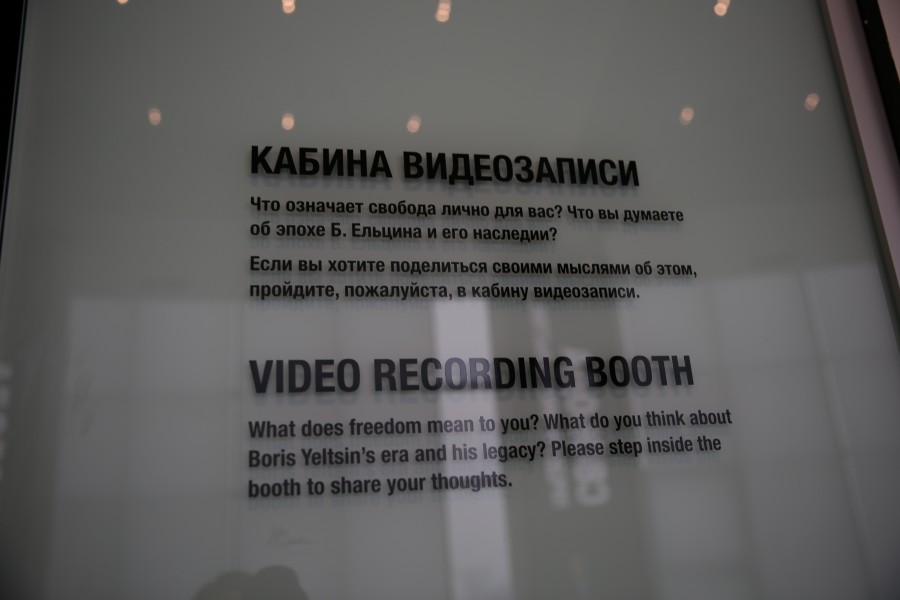 КАБИНА ВИДЕОЗАПИСИ
Что означает свобода лично для вас? Что вы думаете
об эпохе Б. Ельцина и его наследии?
Если вы хотите поделиться своими мыслями об этом,
пройдите, пожалуйста, в кабину видеозаписи.
VIDEO RECORDING BOOTH
What does freedom mean to you? What do you think about
Boris Yeltsin's era and his legacy? Please step inside the
booth to share your thoughts.